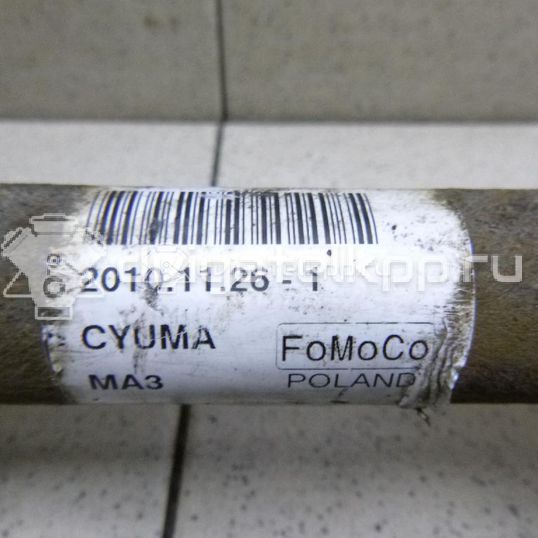 2010.11.26 - 1
CYUMA
FoMoCo
MA3
POLAND